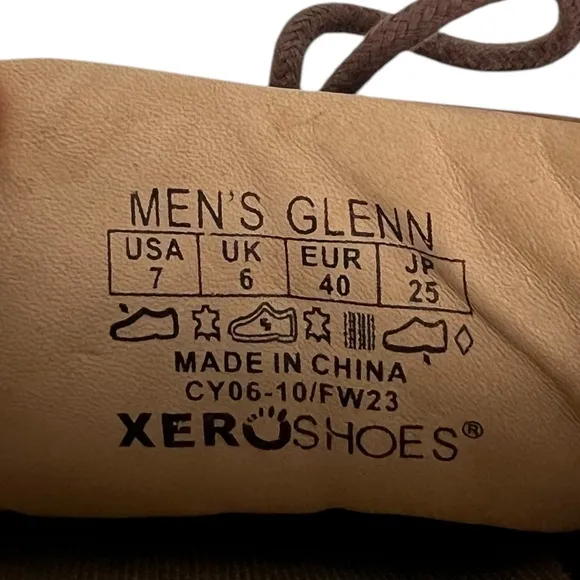 MEN'S GLENN
USA UK EUR JP
7 6 40 25
MADE IN CHINA
CY06-10/FW23
XEROSHOES®